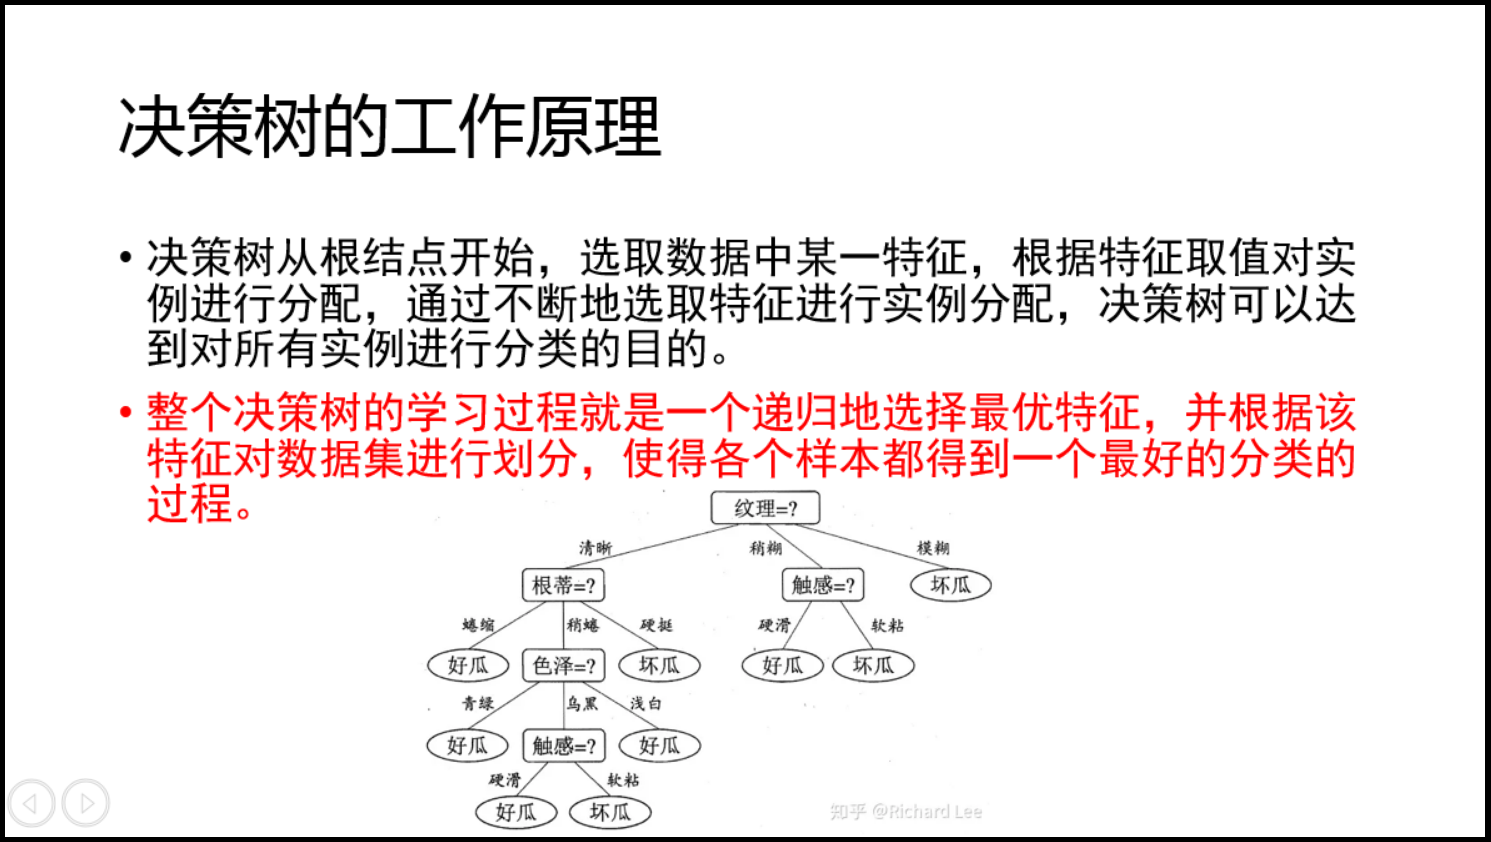 决策树的工作原理
• 决策树从根结点开始，选取数据中某一特征，根据特征取值对实
例进行分配，通过不断地选取特征进行实例分配，决策树可以达
到对所有实例进行分类的目的。
• 整个决策树的学习过程就是一个递归地选择最优特征，并根据该
特征对数据集进行划分，使得各个样本都得到一个最好的分类的
过程。
纹理=?
清晰 稍糊 模糊
根蒂=? 触感=? 坏瓜
蜷缩 稍蜷 硬挺 硬滑 软粘
好瓜 色泽=? 坏瓜 好瓜 坏瓜
青绿 乌黑 浅白
好瓜 触感=? 好瓜
硬滑 软粘
好瓜 坏瓜
知乎 @Richard Lee